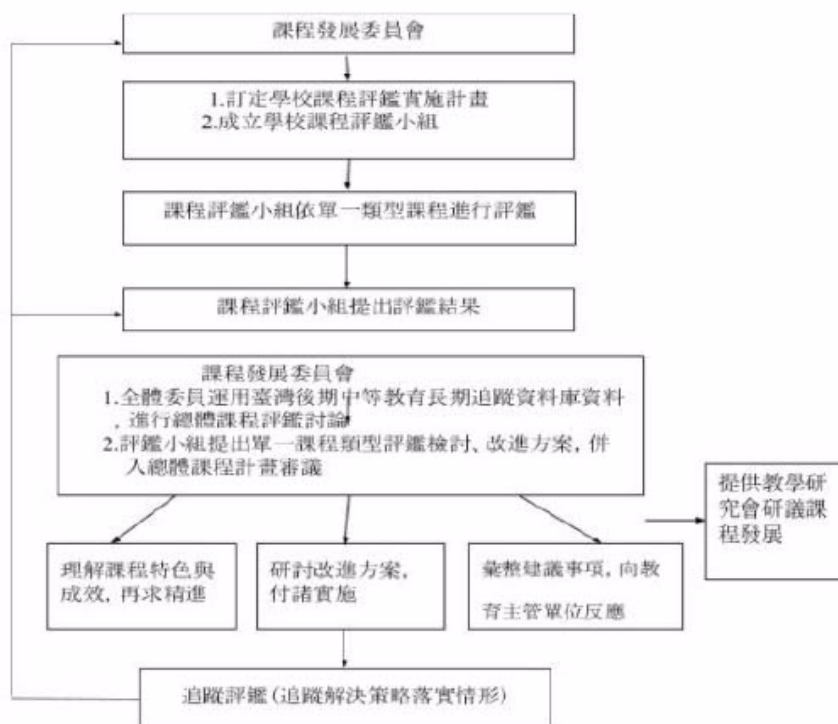 課程發展委員會
1.訂定學校課程評鑑實施計畫
2.成立學校課程評鑑小組
課程評鑑小組依單一類型課程進行評鑑
課程評鑑小組提出評鑑結果
課程發展委員會
1.全體委員運用臺灣後期中等教育長期追蹤資料庫資料
,進行總體課程評鑑討論
2.評鑑小組提出單一課程類型評鑑檢討、改進方案,併
入總體課程計畫審議
提供教學研
究會研議課
程發展
理解課程特色與
成效,再求精進
研討改進方案,
付諸實施
彙整建議事項,向教
育主管單位反應
追蹤評鑑(追蹤解決策略落實情形)